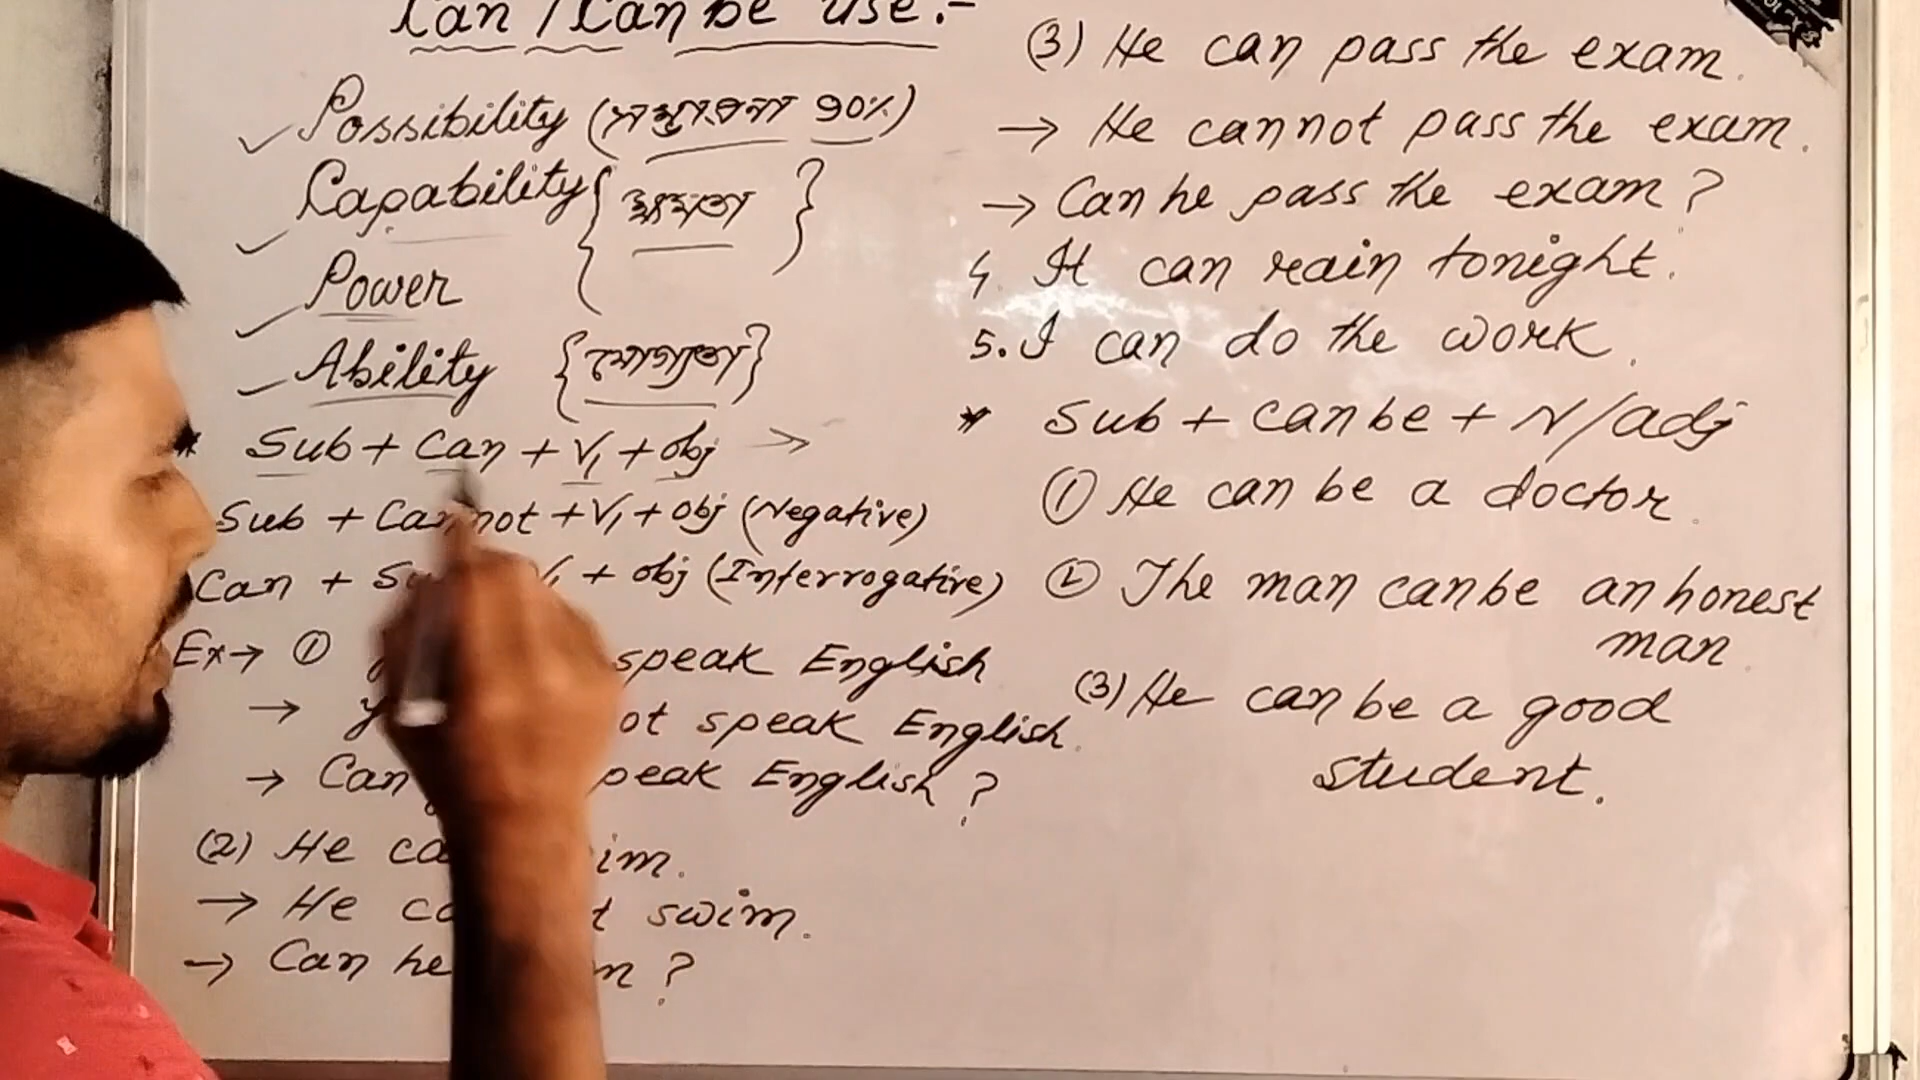 Can / Can be use :-
Possibility (সম্ভাবনা 90%)
Capability { ক্ষমতা }
Power
Ability { যোগ্যতা }
* Sub + Can + V1 + obj
Sub + Cannot + V1 + obj (Negative)
Can + Su V1 + obj (Interrogative)
Ex → ① speak English
→ y ot speak English.
→ Can peak English ?
(2) He ca im.
→ He ca t swim.
→ Can he m ?
(3) He can pass the exam.
→ He cannot pass the exam.
→ Can he pass the exam ?
4. It can rain tonight.
5. I can do the work.
* Sub + can be + N/adj
① He can be a doctor.
② The man can be an honest
man.
(3) He can be a good
student.